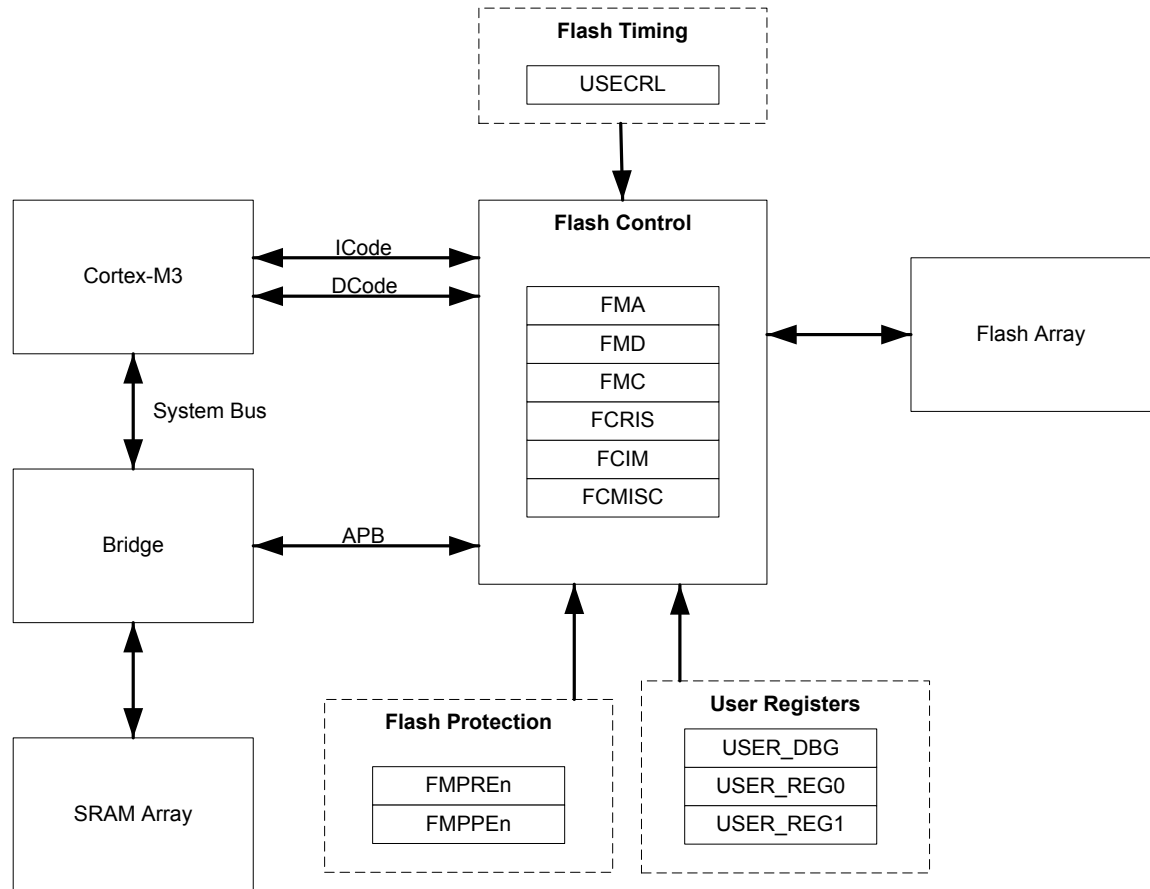 Flash Timing
USECRL
Cortex-M3
ICode
DCode
System Bus
Bridge
APB
SRAM Array
Flash Control
FMA
FMD
FMC
FCRIS
FCIM
FCMISC
Flash Array
Flash Protection
FMPREn
FMPPEn
User Registers
USER_DBG
USER_REG0
USER_REG1